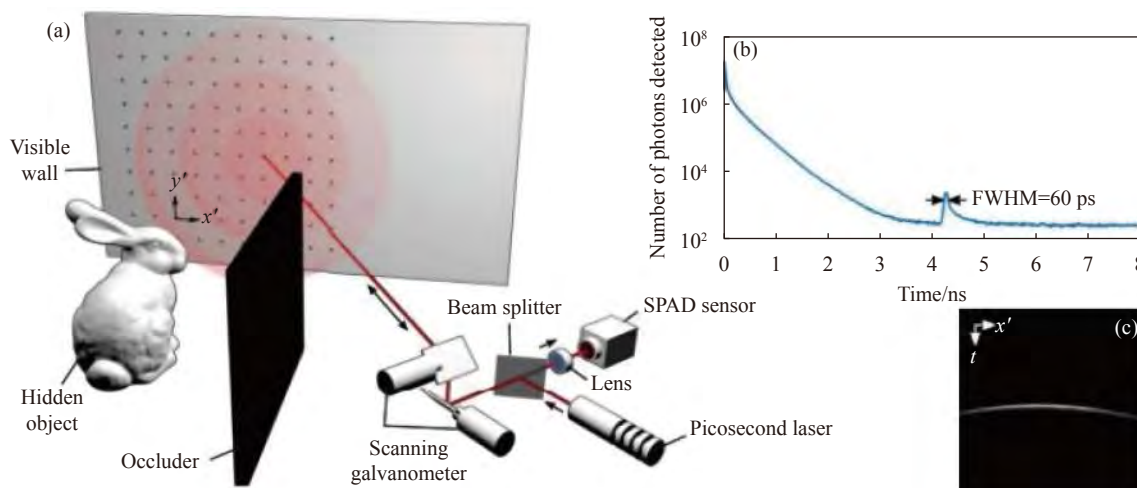 (a)
Visible
wall
y′
x′
Hidden
object
Occluder
Scanning
galvanometer
Beam splitter
SPAD sensor
Lens
Picosecond laser
(b)
Number of photons detected
10⁸
10⁶
10⁴
10²
FWHM=60 ps
0 1 2 3 4 5 6 7 8
Time/ns
(c)
x′
t